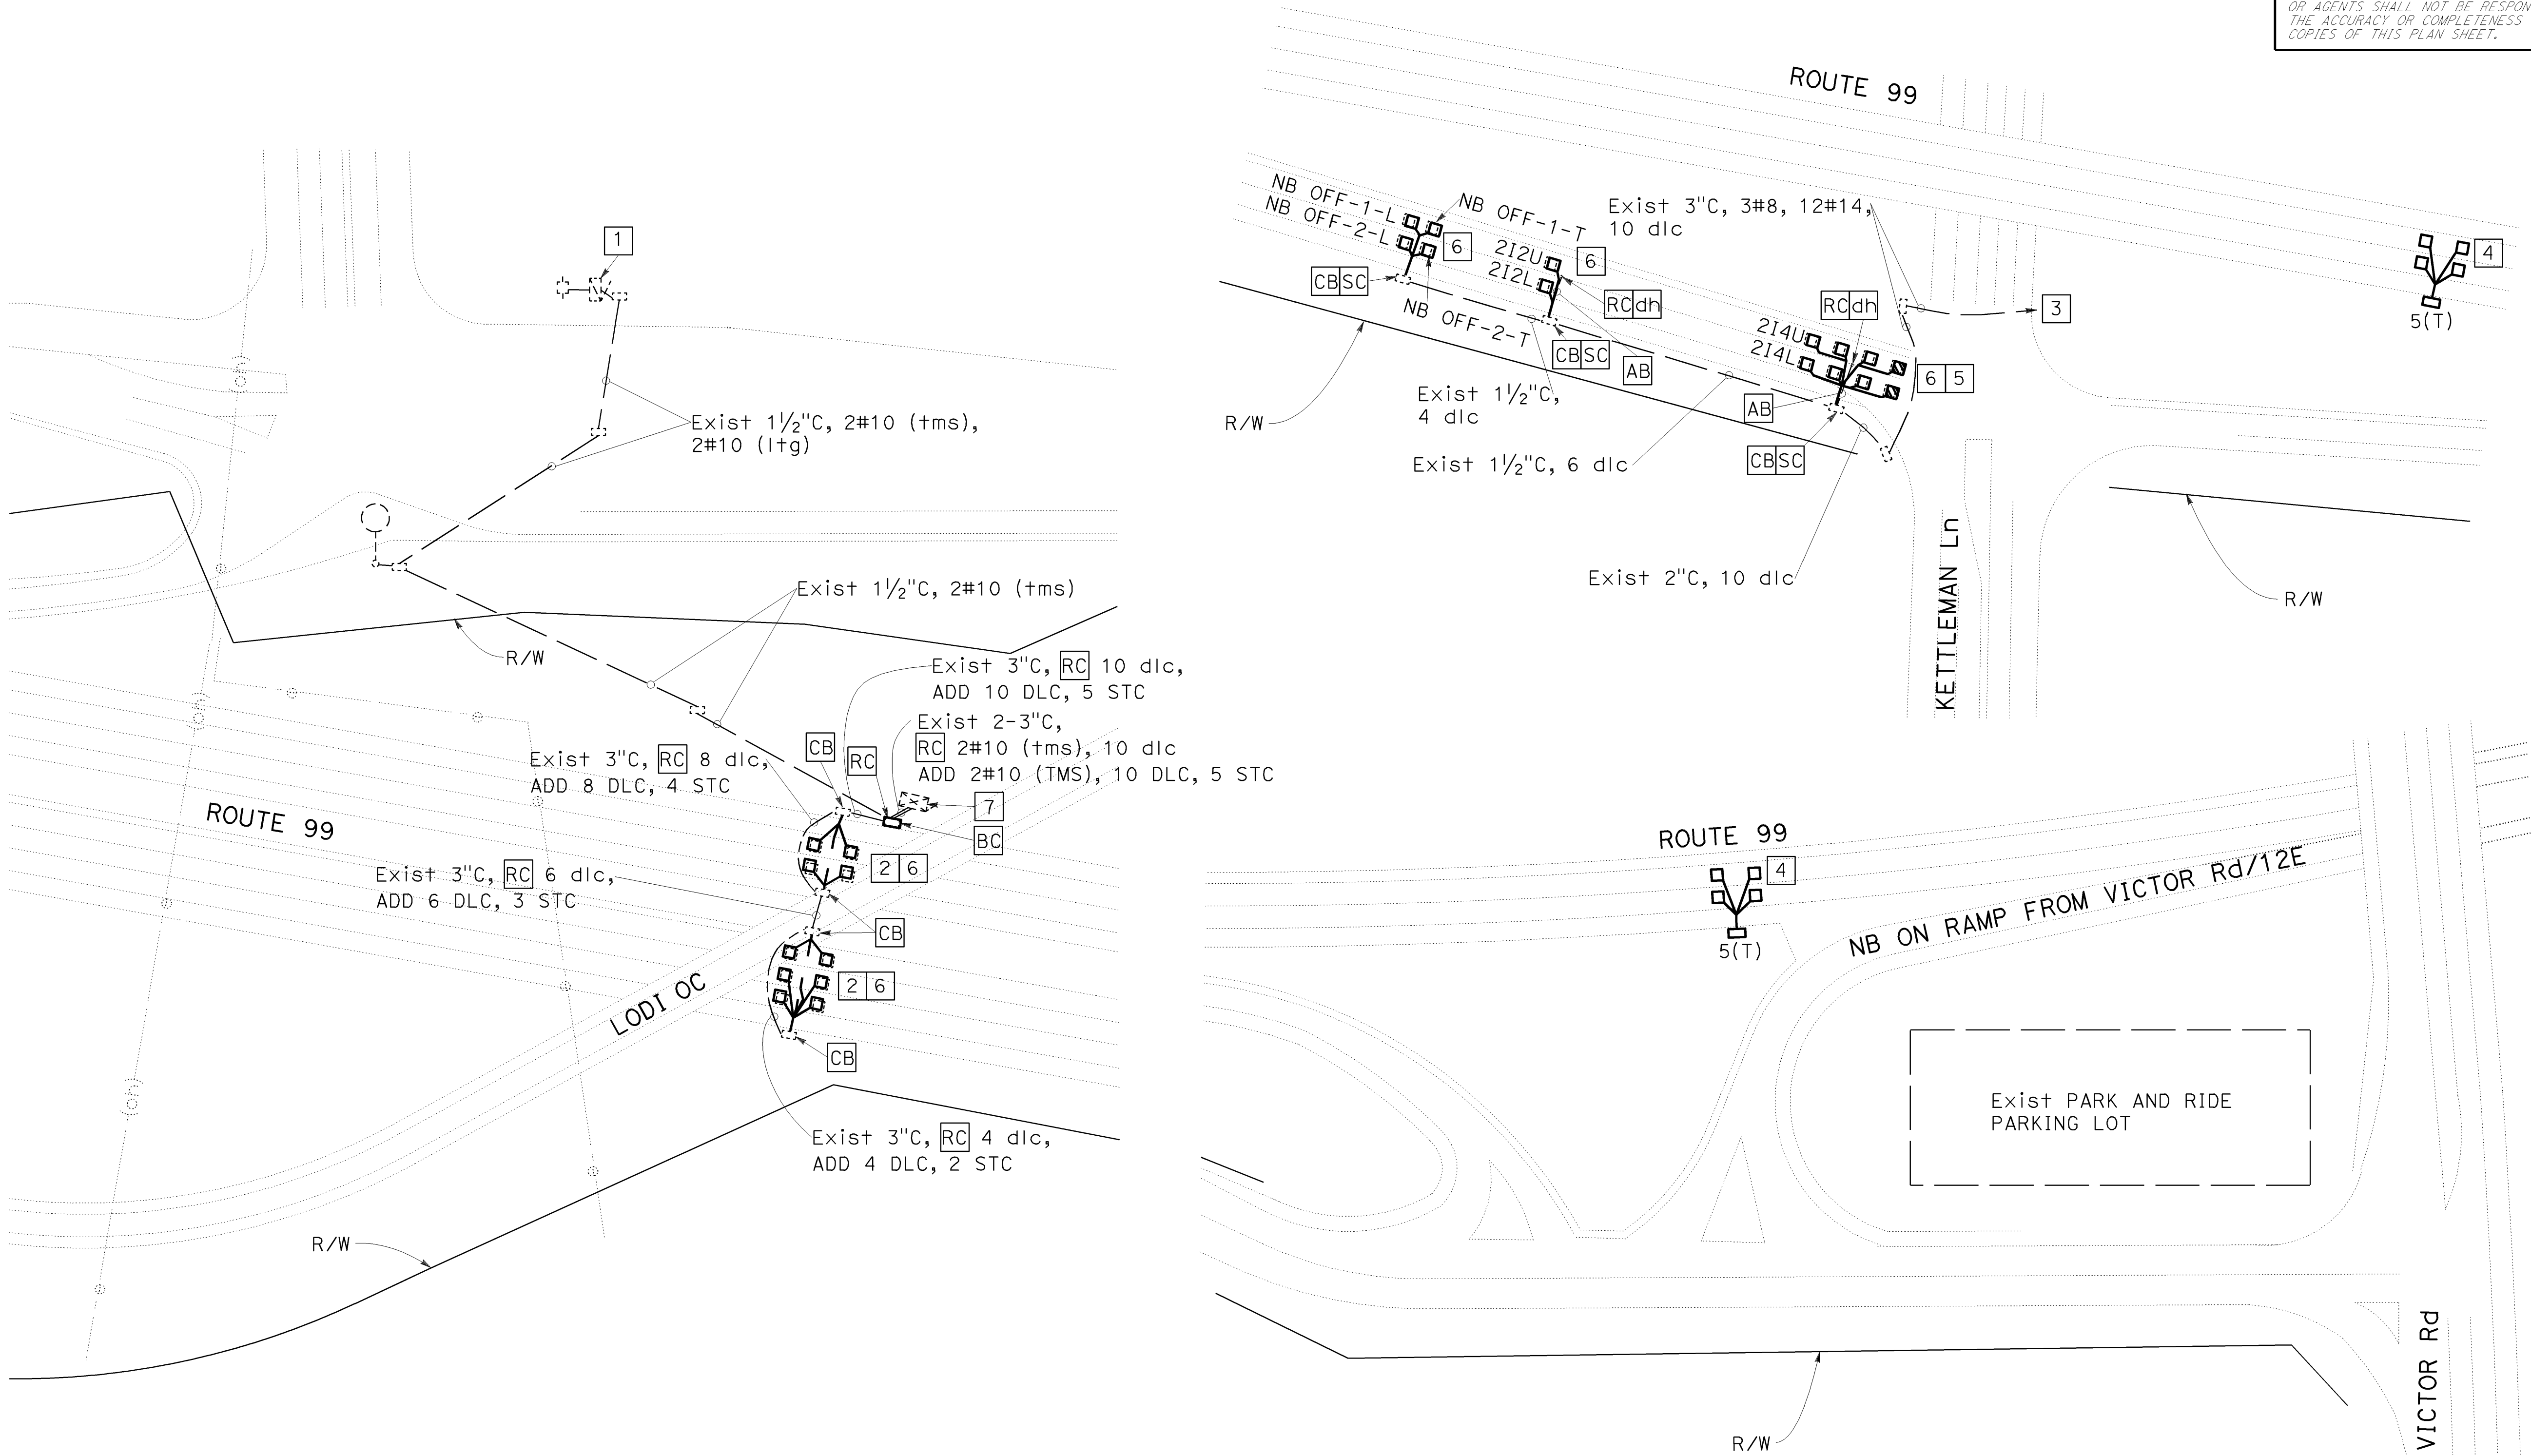 OR AGENTS SHALL NOT BE RESPON
THE ACCURACY OR COMPLETENESS
COPIES OF THIS PLAN SHEET.
1
Exist 1½"C, 2#10 (tms),
2#10 (ltg)
Exist 1½"C, 2#10 (tms)
R/W
Exist 3"C, RC 10 dlc,
ADD 10 DLC, 5 STC
Exist 2-3"C,
RC 2#10 (tms), 10 dlc
ADD 2#10 (TMS), 10 DLC, 5 STC
Exist 3"C, RC 8 dlc,
ADD 8 DLC, 4 STC
CB
RC
7
BC
ROUTE 99
Exist 3"C, RC 6 dlc,
ADD 6 DLC, 3 STC
2 6
CB
2 6
LODI OC
CB
Exist 3"C, RC 4 dlc,
ADD 4 DLC, 2 STC
R/W
ROUTE 99
NB OFF-1-L
NB OFF-2-L
NB OFF-1-T
NB OFF-2-T
6
CB SC
2I2U
2I2L
6
RC dh
CB SC
AB
Exist 3"C, 3#8, 12#14,
10 dlc
RC dh
3
2I4U
2I4L
6 5
AB
CB SC
4
5(T)
R/W
Exist 1½"C,
4 dlc
Exist 1½"C, 6 dlc
Exist 2"C, 10 dlc
KETTLEMAN Ln
R/W
ROUTE 99
4
5(T)
NB ON RAMP FROM VICTOR Rd/12E
Exist PARK AND RIDE
PARKING LOT
VICTOR Rd
R/W